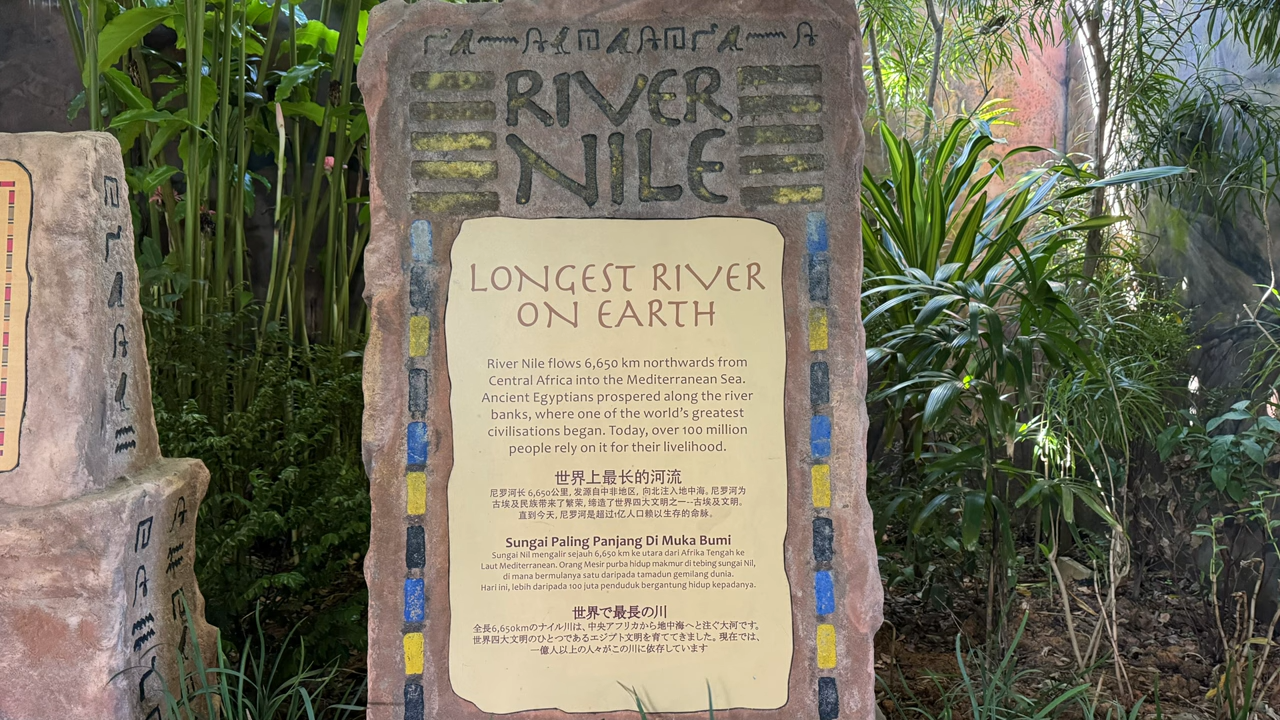 RIVER
NILE
LONGEST RIVER
ON EARTH
River Nile flows 6,650 km northwards from
Central Africa into the Mediterranean Sea.
Ancient Egyptians prospered along the river
banks, where one of the world's greatest
civilisations began. Today, over 100 million
people rely on it for their livelihood.
世界上最长的河流
尼罗河长 6,650公里, 发源自中非地区, 向北注入地中海。尼罗河为
古埃及民族带来了繁荣, 缔造了世界四大文明之一--古埃及文明。
直到今天, 尼罗河是超过1亿人口赖以生存的命脉。
Sungai Paling Panjang Di Muka Bumi
Sungai Nil mengalir sejauh 6,650 km ke utara dari Afrika Tengah ke
Laut Mediterranean. Orang Mesir purba hidup makmur di tebing sungai Nil,
di mana bermulanya satu daripada tamadun gemilang dunia.
Hari ini, lebih daripada 100 juta penduduk bergantung hidup kepadanya.
世界で最長の川
全長6,650kmのナイル川は、中央アフリカから地中海へと注ぐ大河です。
世界四大文明のひとつであるエジプト文明を育ててきました。現在では、
一億人以上の人々がこの川に依存しています